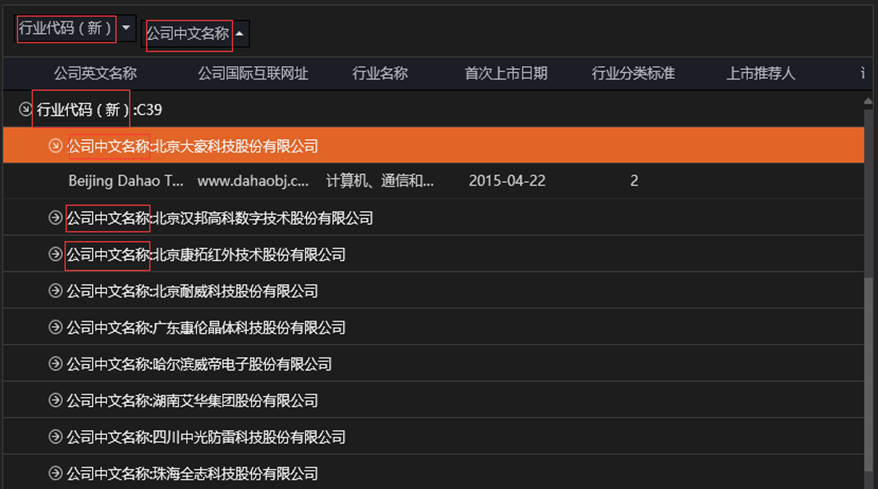 行业代码（新） 公司中文名称
公司英文名称 公司国际互联网址 行业名称 首次上市日期 行业分类标准 上市推荐人
行业代码（新）:C39
公司中文名称:北京大豪科技股份有限公司
Beijing Dahao T... www.dahaobj.c... 计算机、通信和... 2015-04-22 2
公司中文名称:北京汉邦高科数字技术股份有限公司
公司中文名称:北京康拓红外技术股份有限公司
公司中文名称:北京耐威科技股份有限公司
公司中文名称:广东惠伦晶体科技股份有限公司
公司中文名称:哈尔滨威帝电子股份有限公司
公司中文名称:湖南艾华集团股份有限公司
公司中文名称:四川中光防雷科技股份有限公司
公司中文名称:珠海全志科技股份有限公司